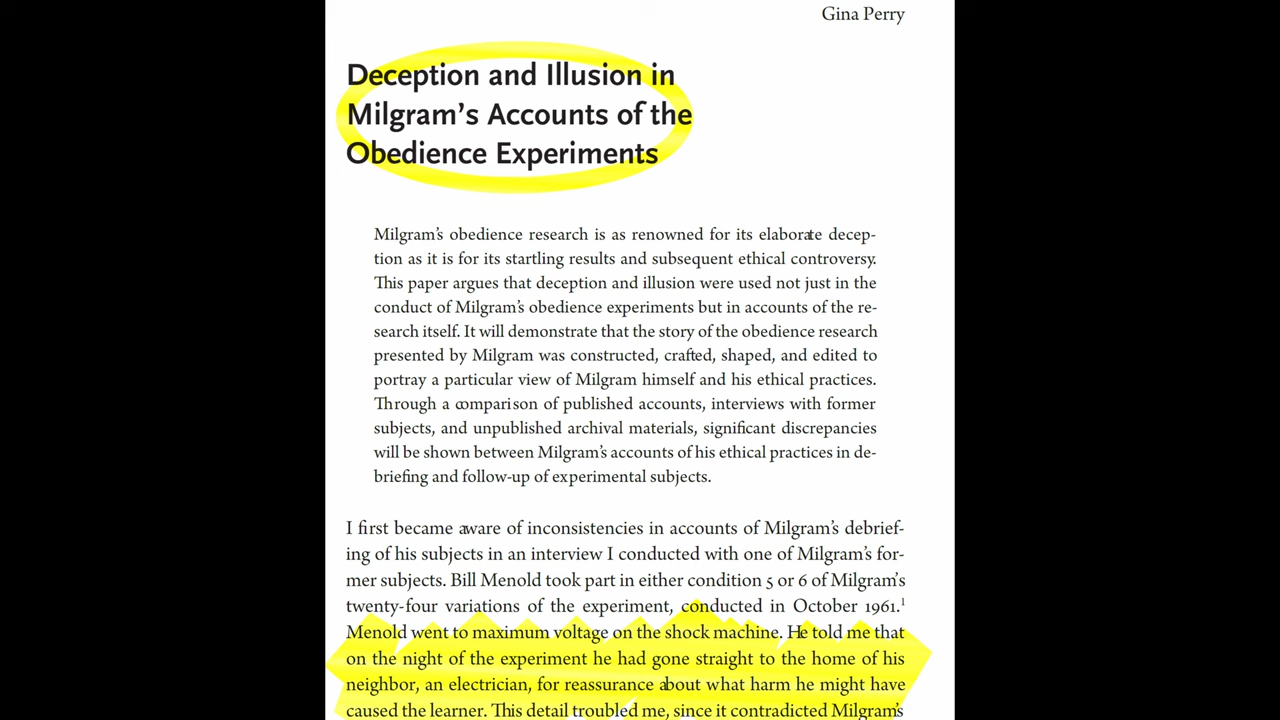 Gina Perry
Deception and Illusion in
Milgram’s Accounts of the
Obedience Experiments
Milgram’s obedience research is as renowned for its elaborate decep-
tion as it is for its startling results and subsequent ethical controversy.
This paper argues that deception and illusion were used not just in the
conduct of Milgram’s obedience experiments but in accounts of the re-
search itself. It will demonstrate that the story of the obedience research
presented by Milgram was constructed, crafted, shaped, and edited to
portray a particular view of Milgram himself and his ethical practices.
Through a comparison of published accounts, interviews with former
subjects, and unpublished archival materials, significant discrepancies
will be shown between Milgram’s accounts of his ethical practices in de-
briefing and follow-up of experimental subjects.
I first became aware of inconsistencies in accounts of Milgram’s debrief-
ing of his subjects in an interview I conducted with one of Milgram’s for-
mer subjects. Bill Menold took part in either condition 5 or 6 of Milgram’s
twenty-four variations of the experiment, conducted in October 1961.¹
Menold went to maximum voltage on the shock machine. He told me that
on the night of the experiment he had gone straight to the home of his
neighbor, an electrician, for reassurance about what harm he might have
caused the learner. This detail troubled me, since it contradicted Milgram’s